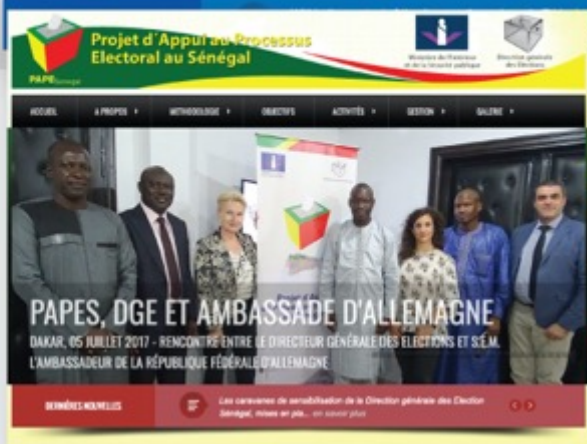 Projet d'Appui au Processus
Electoral au Sénégal
PAPE Sénégal
Ministère de l'Intérieur
et de la Sécurité publique
Direction générale
des Elections
ACCUEIL A PROPOS METHODOLOGIE OBJECTIFS ACTIVITÉS GESTION GALERIE
PAPES, DGE ET AMBASSADE D'ALLEMAGNE
DAKAR, 05 JUILLET 2017 - RENCONTRE ENTRE LE DIRECTEUR GÉNÉRALE DES ELECTIONS ET S.E.M.
L'AMBASSADEUR DE LA RÉPUBLIQUE FÉDÉRALE D'ALLEMAGNE
DERNIÈRES NOUVELLES
Les caravanes de sensibilisation de la Direction générale des Election
Sénégal, mises en pla... en savoir plus